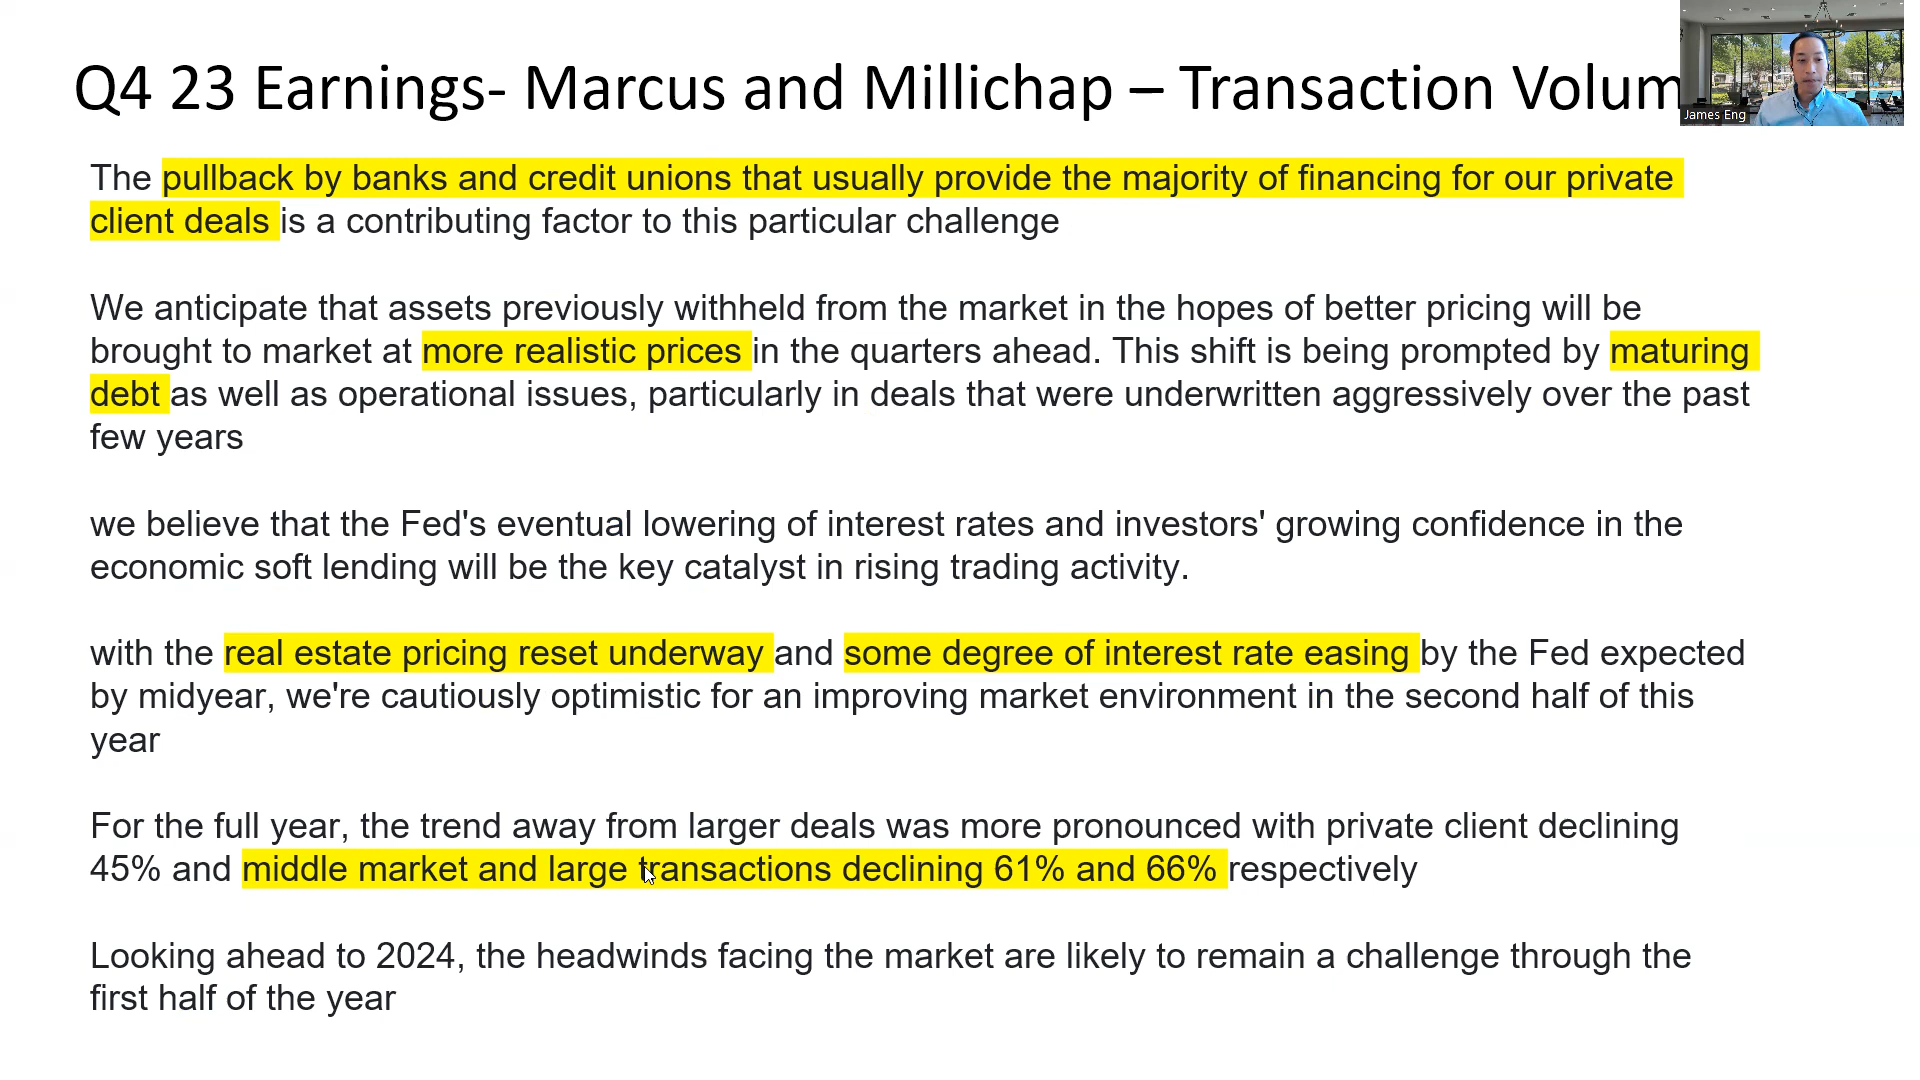 Q4 23 Earnings- Marcus and Millichap – Transaction Volum
James Eng
The pullback by banks and credit unions that usually provide the majority of financing for our private
client deals is a contributing factor to this particular challenge
We anticipate that assets previously withheld from the market in the hopes of better pricing will be
brought to market at more realistic prices in the quarters ahead. This shift is being prompted by maturing
debt as well as operational issues, particularly in deals that were underwritten aggressively over the past
few years
we believe that the Fed's eventual lowering of interest rates and investors' growing confidence in the
economic soft lending will be the key catalyst in rising trading activity.
with the real estate pricing reset underway and some degree of interest rate easing by the Fed expected
by midyear, we're cautiously optimistic for an improving market environment in the second half of this
year
For the full year, the trend away from larger deals was more pronounced with private client declining
45% and middle market and large transactions declining 61% and 66% respectively
Looking ahead to 2024, the headwinds facing the market are likely to remain a challenge through the
first half of the year